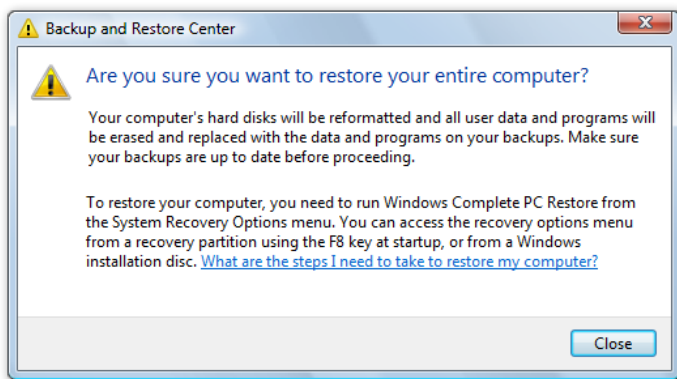 Backup and Restore Center
Are you sure you want to restore your entire computer?
Your computer's hard disks will be reformatted and all user data and programs will
be erased and replaced with the data and programs on your backups. Make sure
your backups are up to date before proceeding.
To restore your computer, you need to run Windows Complete PC Restore from
the System Recovery Options menu. You can access the recovery options menu
from a recovery partition using the F8 key at startup, or from a Windows
installation disc. What are the steps I need to take to restore my computer?
Close